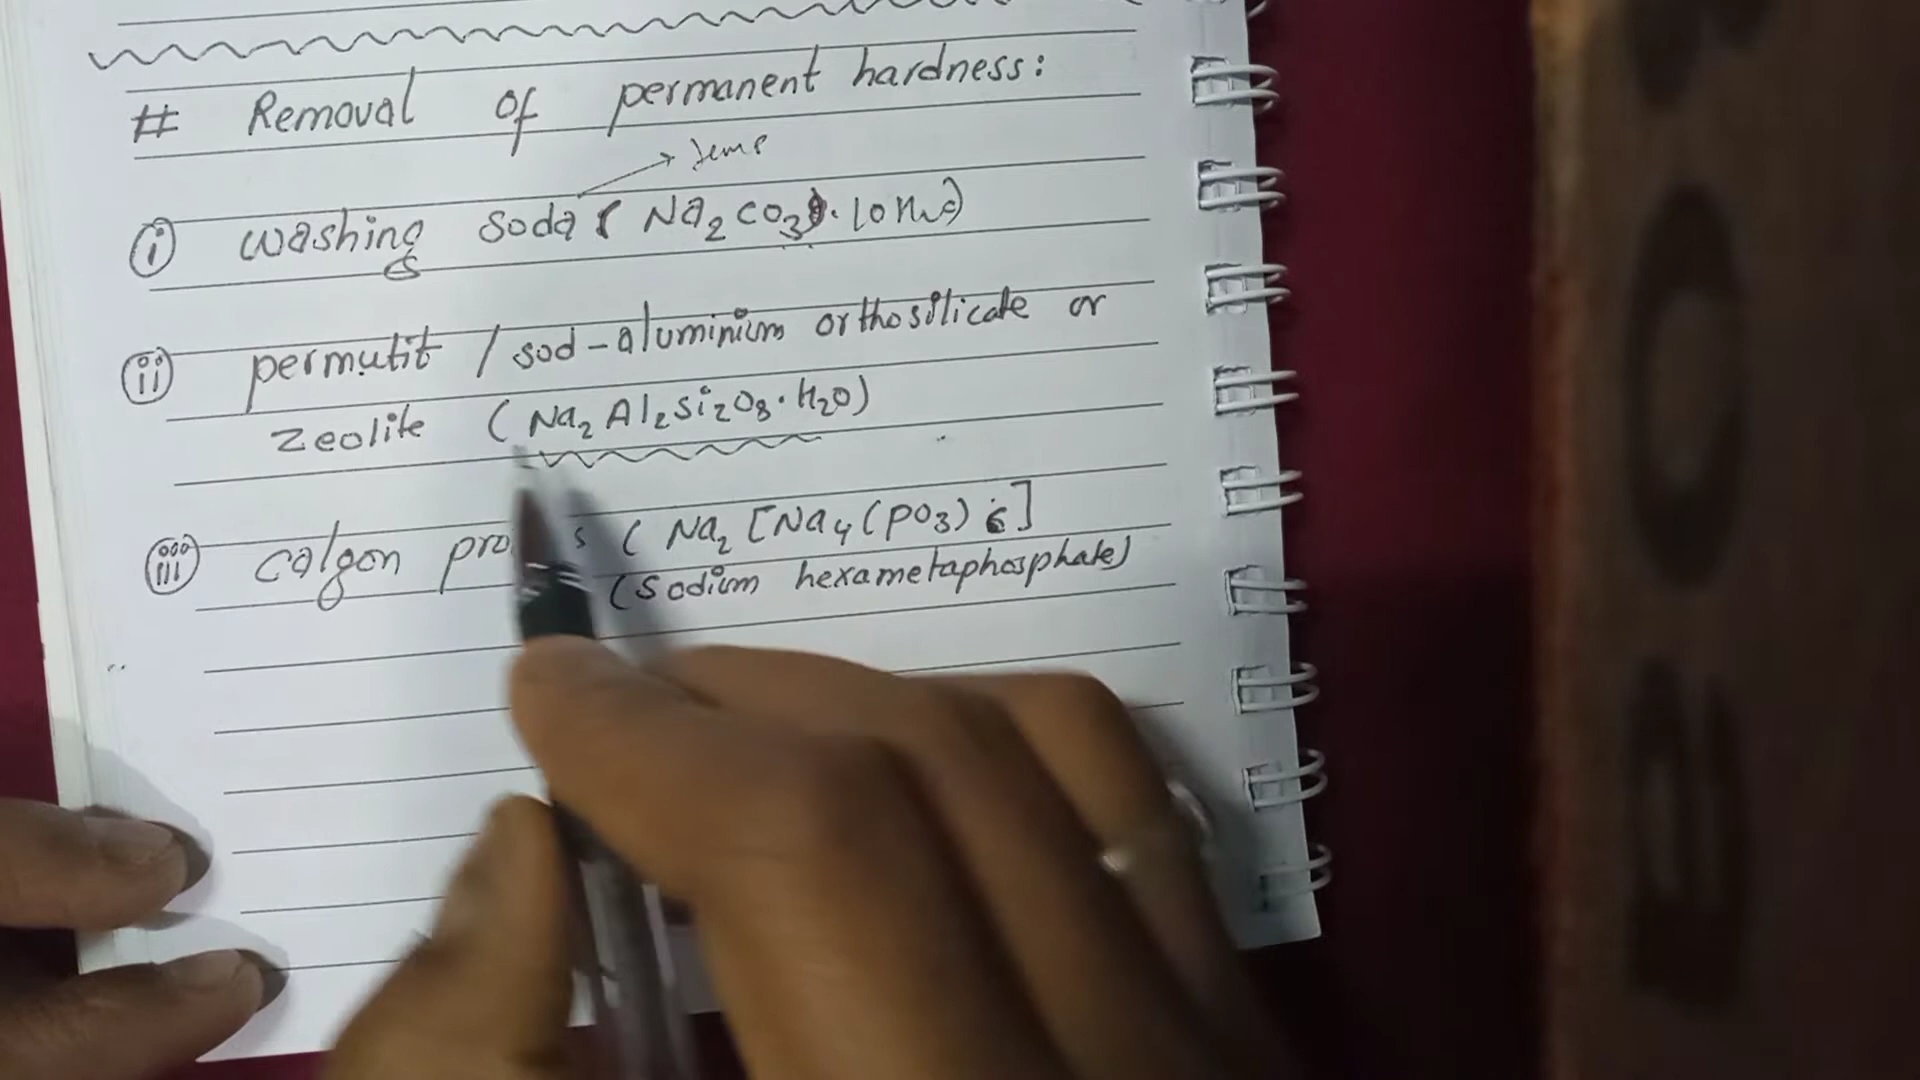 # Removal of permanent hardness:
→ temp
(i) washing soda ( Na2CO3.10H2O)
(ii) permutit / sod-aluminium orthosilicate or
Zeolite (Na2Al2Si2O8.H2O)
(iii) calgon ( Na2 [Na4(PO3)6]
(sodium hexametaphosphate)